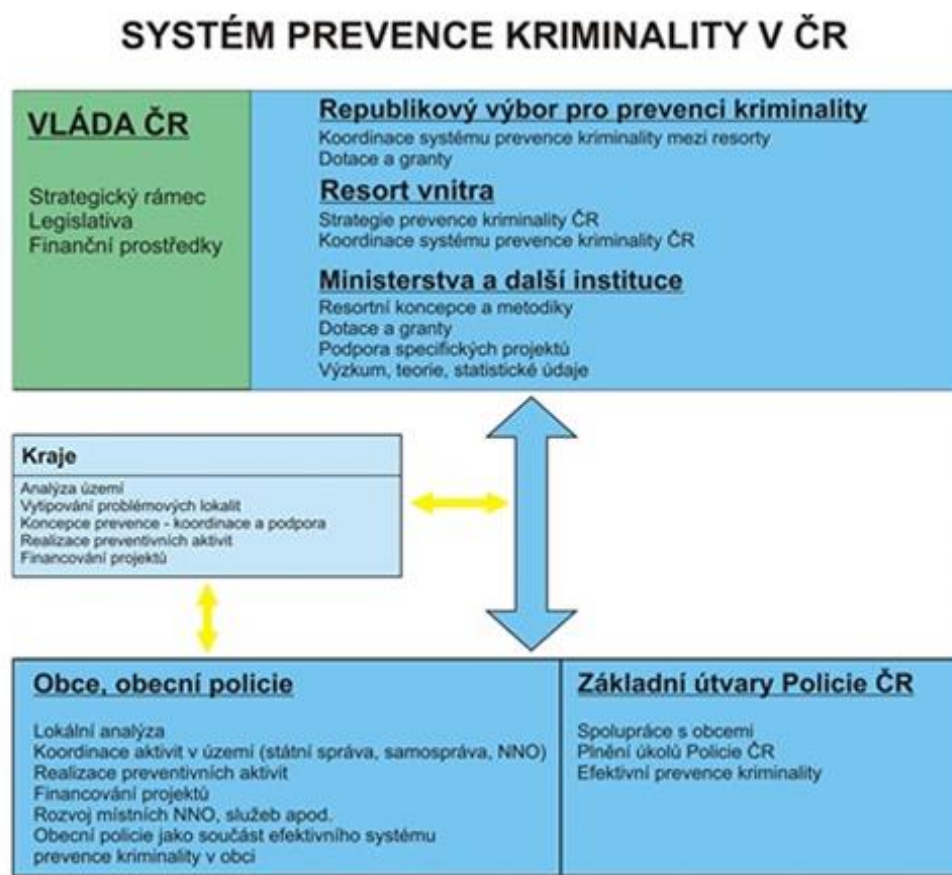 SYSTÉM PREVENCE KRIMINALITY V ČR
VLÁDA ČR
Strategický rámec
Legislativa
Finanční prostředky
Republikový výbor pro prevenci kriminality
Koordinace systému prevence kriminality mezi resorty
Dotace a granty
Resort vnitra
Strategie prevence kriminality ČR
Koordinace systému prevence kriminality ČR
Ministerstva a další instituce
Resortní koncepce a metodiky
Dotace a granty
Podpora specifických projektů
Výzkum, teorie, statistické údaje
Kraje
Analýza území
Vytipování problémových lokalit
Koncepce prevence - koordinace a podpora
Realizace preventivních aktivit
Financování projektů
Obce, obecní policie
Lokální analýza
Koordinace aktivit v území (státní správa, samospráva, NNO)
Realizace preventivních aktivit
Financování projektů
Rozvoj místních NNO, služeb apod.
Obecní policie jako součást efektivního systému
prevence kriminality v obci
Základní útvary Policie ČR
Spolupráce s obcemi
Plnění úkolů Policie ČR
Efektivní prevence kriminality